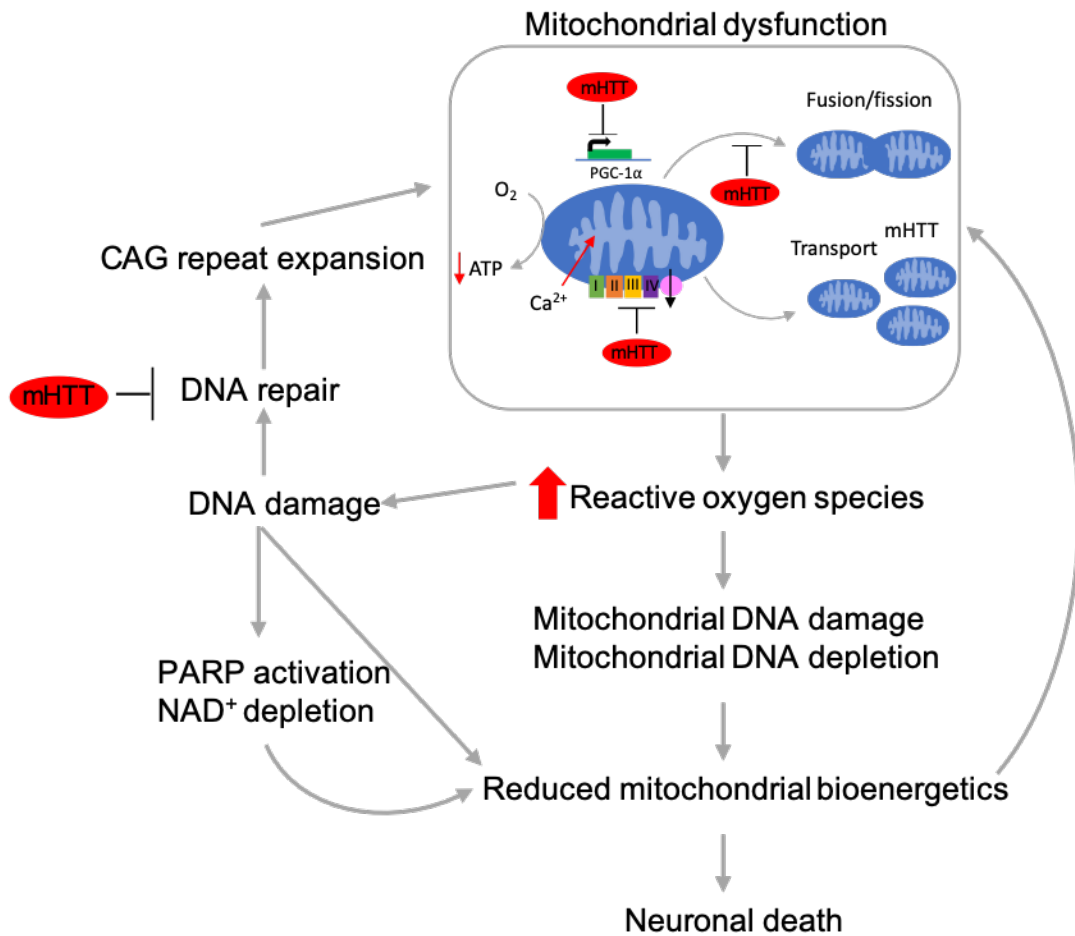 Mitochondrial dysfunction
mHTT
Fusion/fission
PGC-1α
mHTT
O2
mHTT
Transport
CAG repeat expansion
ATP
Ca2+
I II III IV
mHTT
mHTT
DNA repair
DNA damage
Reactive oxygen species
Mitochondrial DNA damage
Mitochondrial DNA depletion
PARP activation
NAD+ depletion
Reduced mitochondrial bioenergetics
Neuronal death